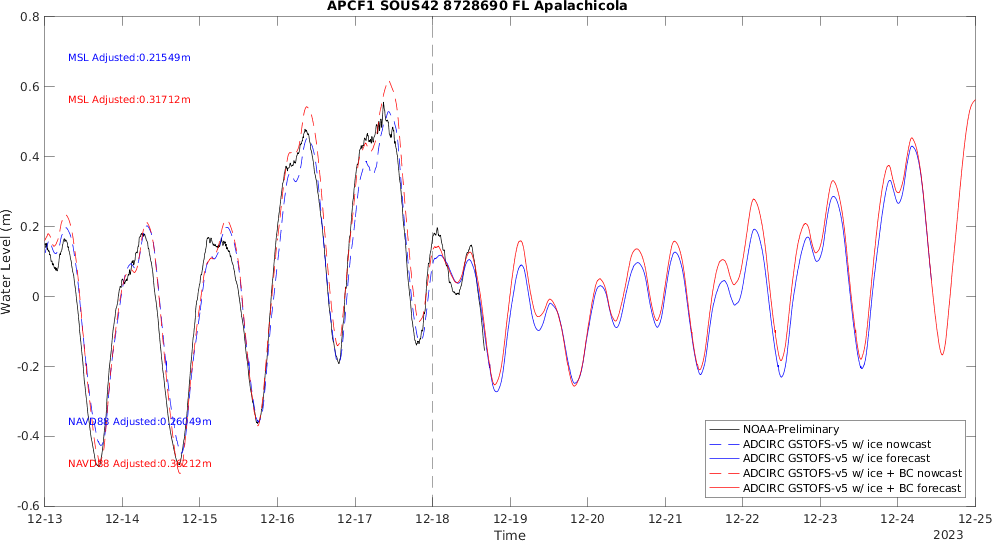 APCF1 SOUS42 8728690 FL Apalachicola
0.8
0.6
0.4
0.2
0
-0.2
-0.4
-0.6
Water Level (m)
MSL Adjusted:0.21549m
MSL Adjusted:0.31712m
NAVD88 Adjusted:0.26049m
NAVD88 Adjusted:0.36212m
NOAA-Preliminary
ADCIRC GSTOFS-v5 w/ ice nowcast
ADCIRC GSTOFS-v5 w/ ice forecast
ADCIRC GSTOFS-v5 w/ ice + BC nowcast
ADCIRC GSTOFS-v5 w/ ice + BC forecast
12-13 12-14 12-15 12-16 12-17 12-18 12-19 12-20 12-21 12-22 12-23 12-24 12-25
Time
2023